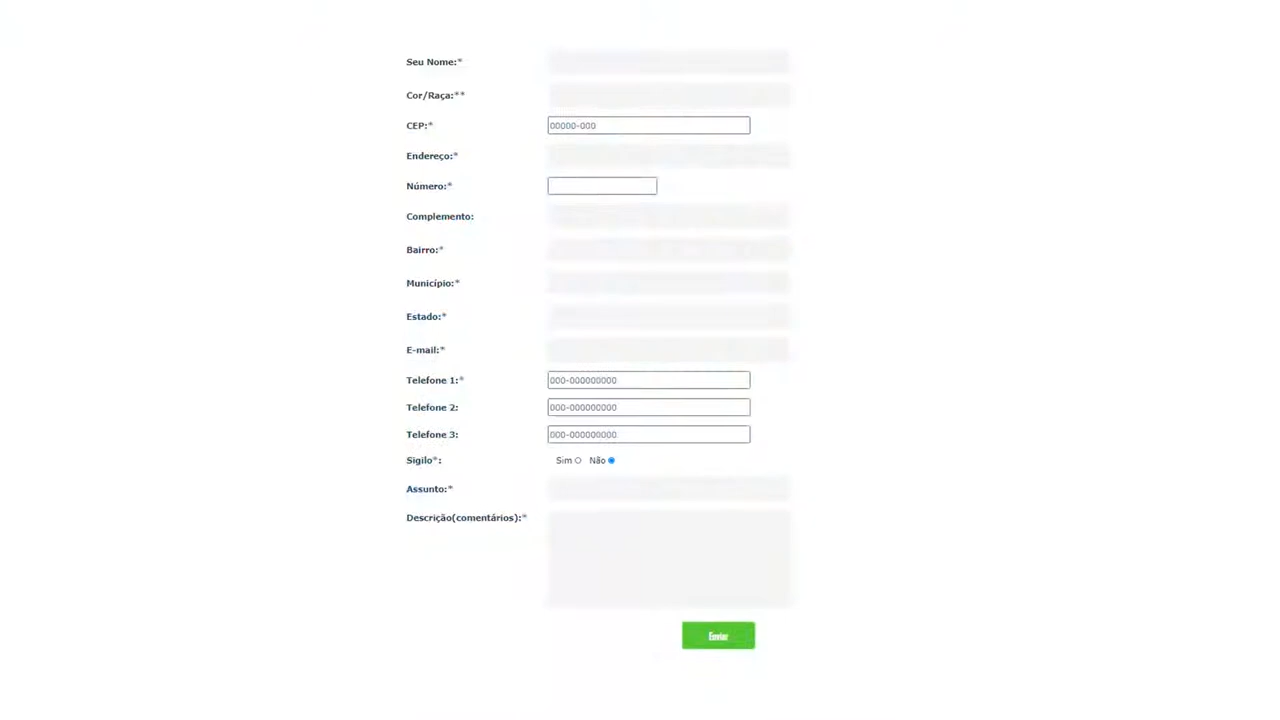 Seu Nome:*
Cor/Raça:**
CEP:* 00000-000
Endereço:*
Número:*
Complemento:
Bairro:*
Município:*
Estado:*
E-mail:*
Telefone 1:* 000-000000000
Telefone 2: 000-000000000
Telefone 3: 000-000000000
Sigilo*: Sim Não
Assunto:*
Descrição(comentários):*
Enviar